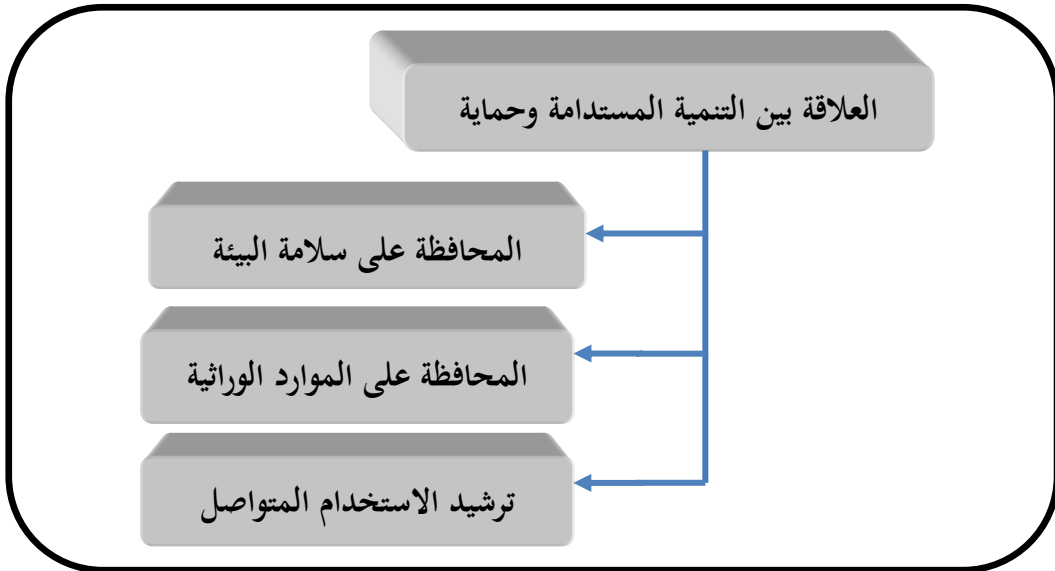 العلاقة بين التنمية المستدامة وحماية
المحافظة على سلامة البيئة
المحافظة على الموارد الوراثية
ترشيد الاستخدام المتواصل